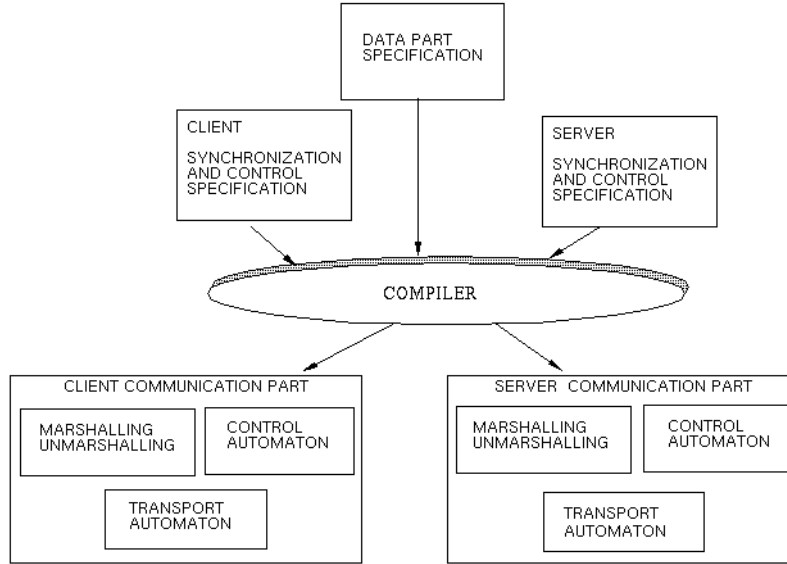 DATA PART
SPECIFICATION
CLIENT
SYNCHRONIZATION
AND CONTROL
SPECIFICATION
SERVER
SYNCHRONIZATION
AND CONTROL
SPECIFICATION
COMPILER
CLIENT COMMUNICATION PART
MARSHALLING
UNMARSHALLING
CONTROL
AUTOMATON
TRANSPORT
AUTOMATON
SERVER COMMUNICATION PART
MARSHALLING
UNMARSHALLING
CONTROL
AUTOMATON
TRANSPORT
AUTOMATON